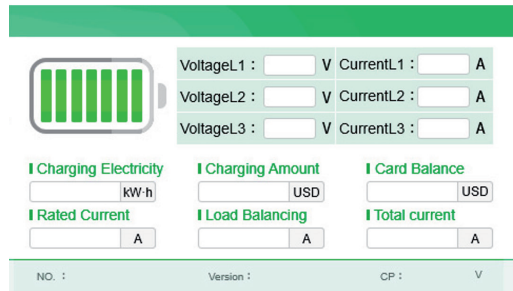 VoltageL1： V CurrentL1： A
VoltageL2： V CurrentL2： A
VoltageL3： V CurrentL3： A
Charging Electricity Charging Amount Card Balance
kW·h USD USD
Rated Current Load Balancing Total current
A A A
NO.： Version： CP： V